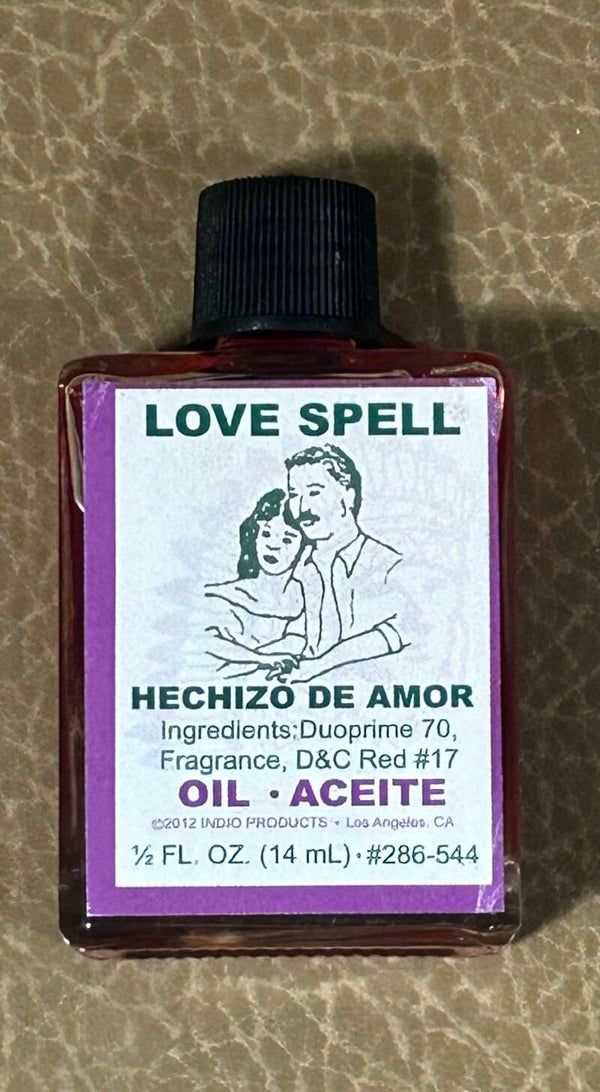 LOVE SPELL
HECHIZO DE AMOR
Ingredients:Duoprime 70,
Fragrance, D&C Red #17
OIL • ACEITE
©2012 INDIO PRODUCTS • Los Angeles, CA
½ FL. OZ. (14 mL) • #286-544